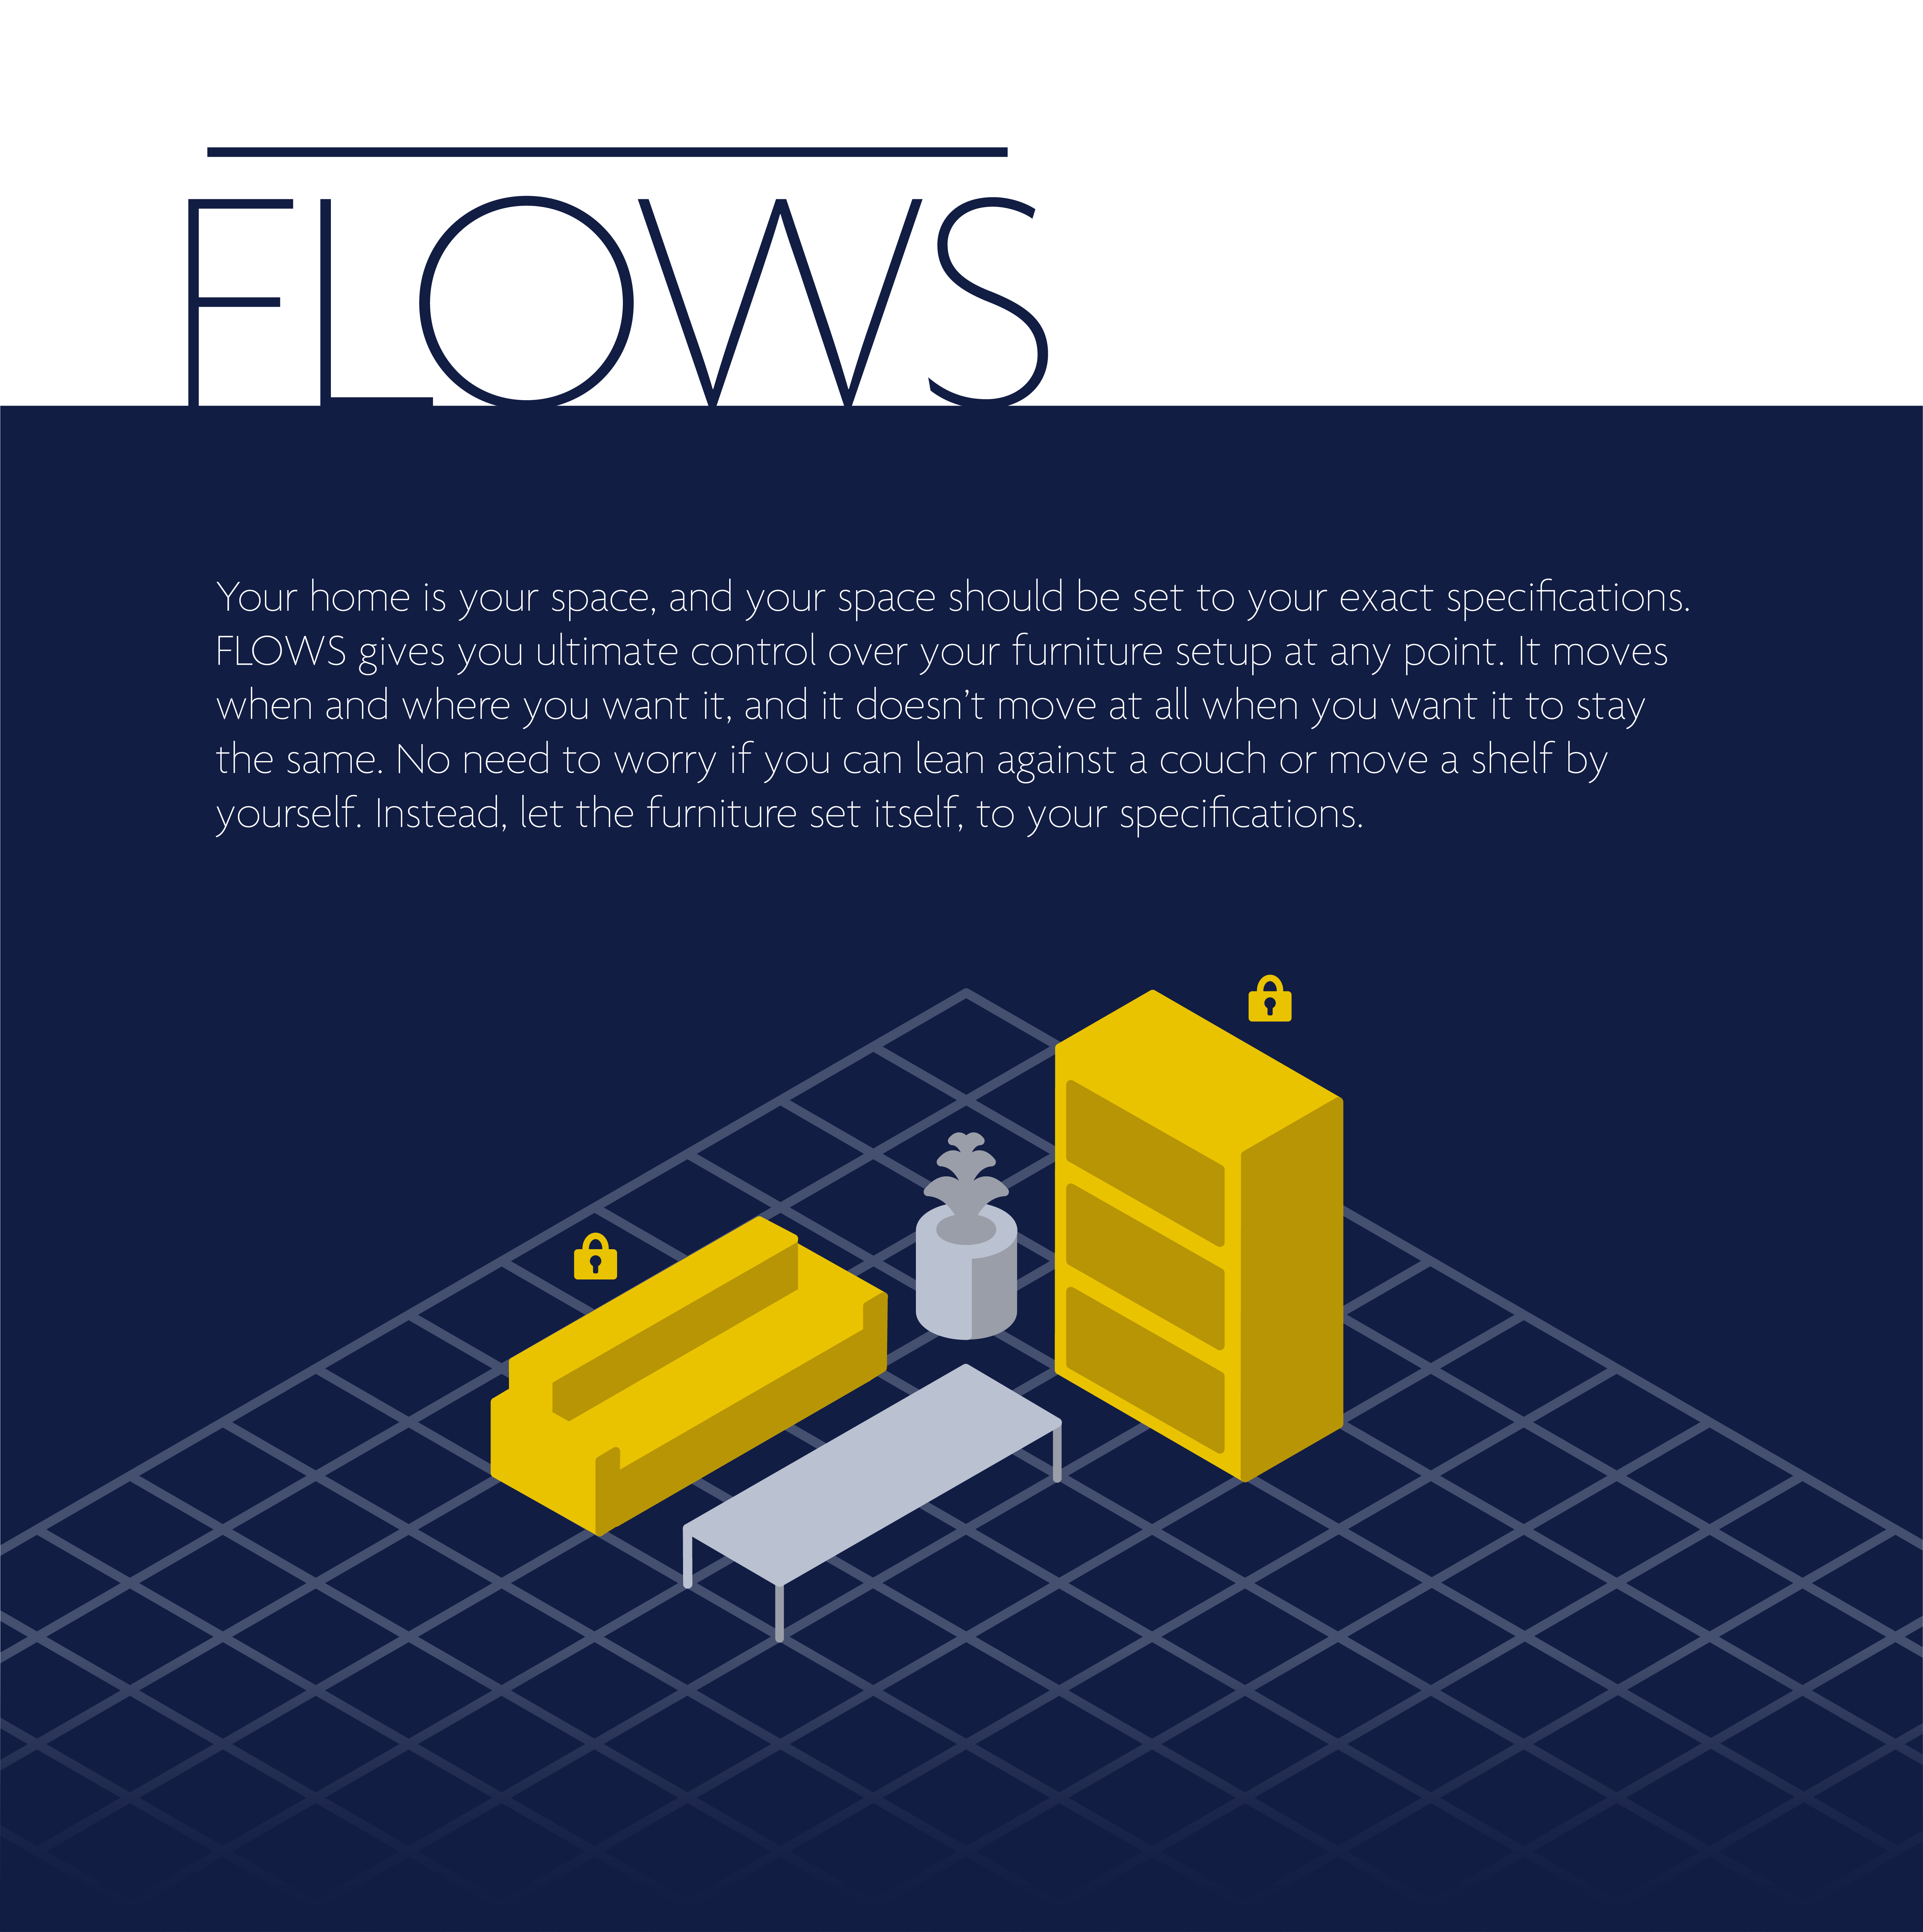 FLOWS
Your home is your space, and your space should be set to your exact specifications.
FLOWS gives you ultimate control over your furniture setup at any point. It moves
when and where you want it, and it doesn’t move at all when you want it to stay
the same. No need to worry if you can lean against a couch or move a shelf by
yourself. Instead, let the furniture set itself, to your specifications.